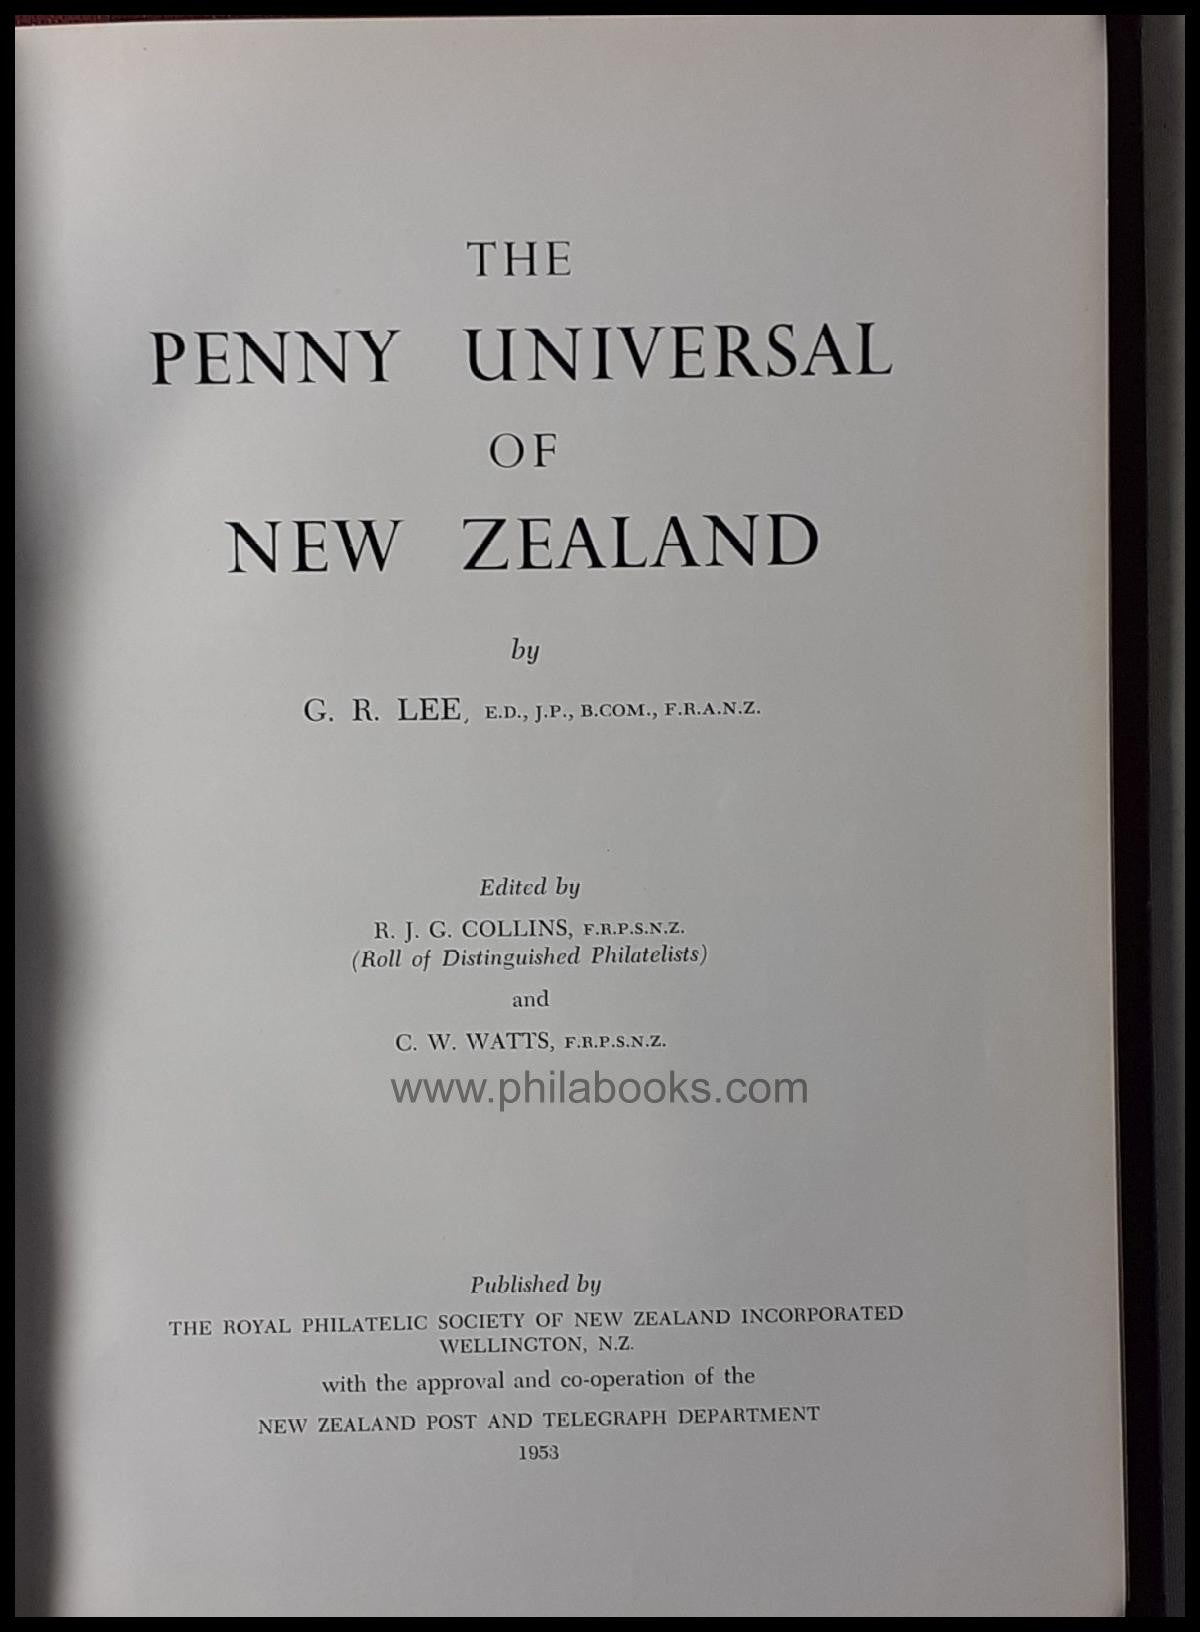 THE
PENNY UNIVERSAL
OF
NEW ZEALAND
by
G. R. LEE, E.D., J.P., B.COM., F.R.A.N.Z.
Edited by
R. J. G. COLLINS, F.R.P.S.N.Z.
(Roll of Distinguished Philatelists)
and
C. W. WATTS, F.R.P.S.N.Z.
www.philabooks.com
Published by
THE ROYAL PHILATELIC SOCIETY OF NEW ZEALAND INCORPORATED
WELLINGTON, N.Z.
with the approval and co-operation of the
NEW ZEALAND POST AND TELEGRAPH DEPARTMENT
1953